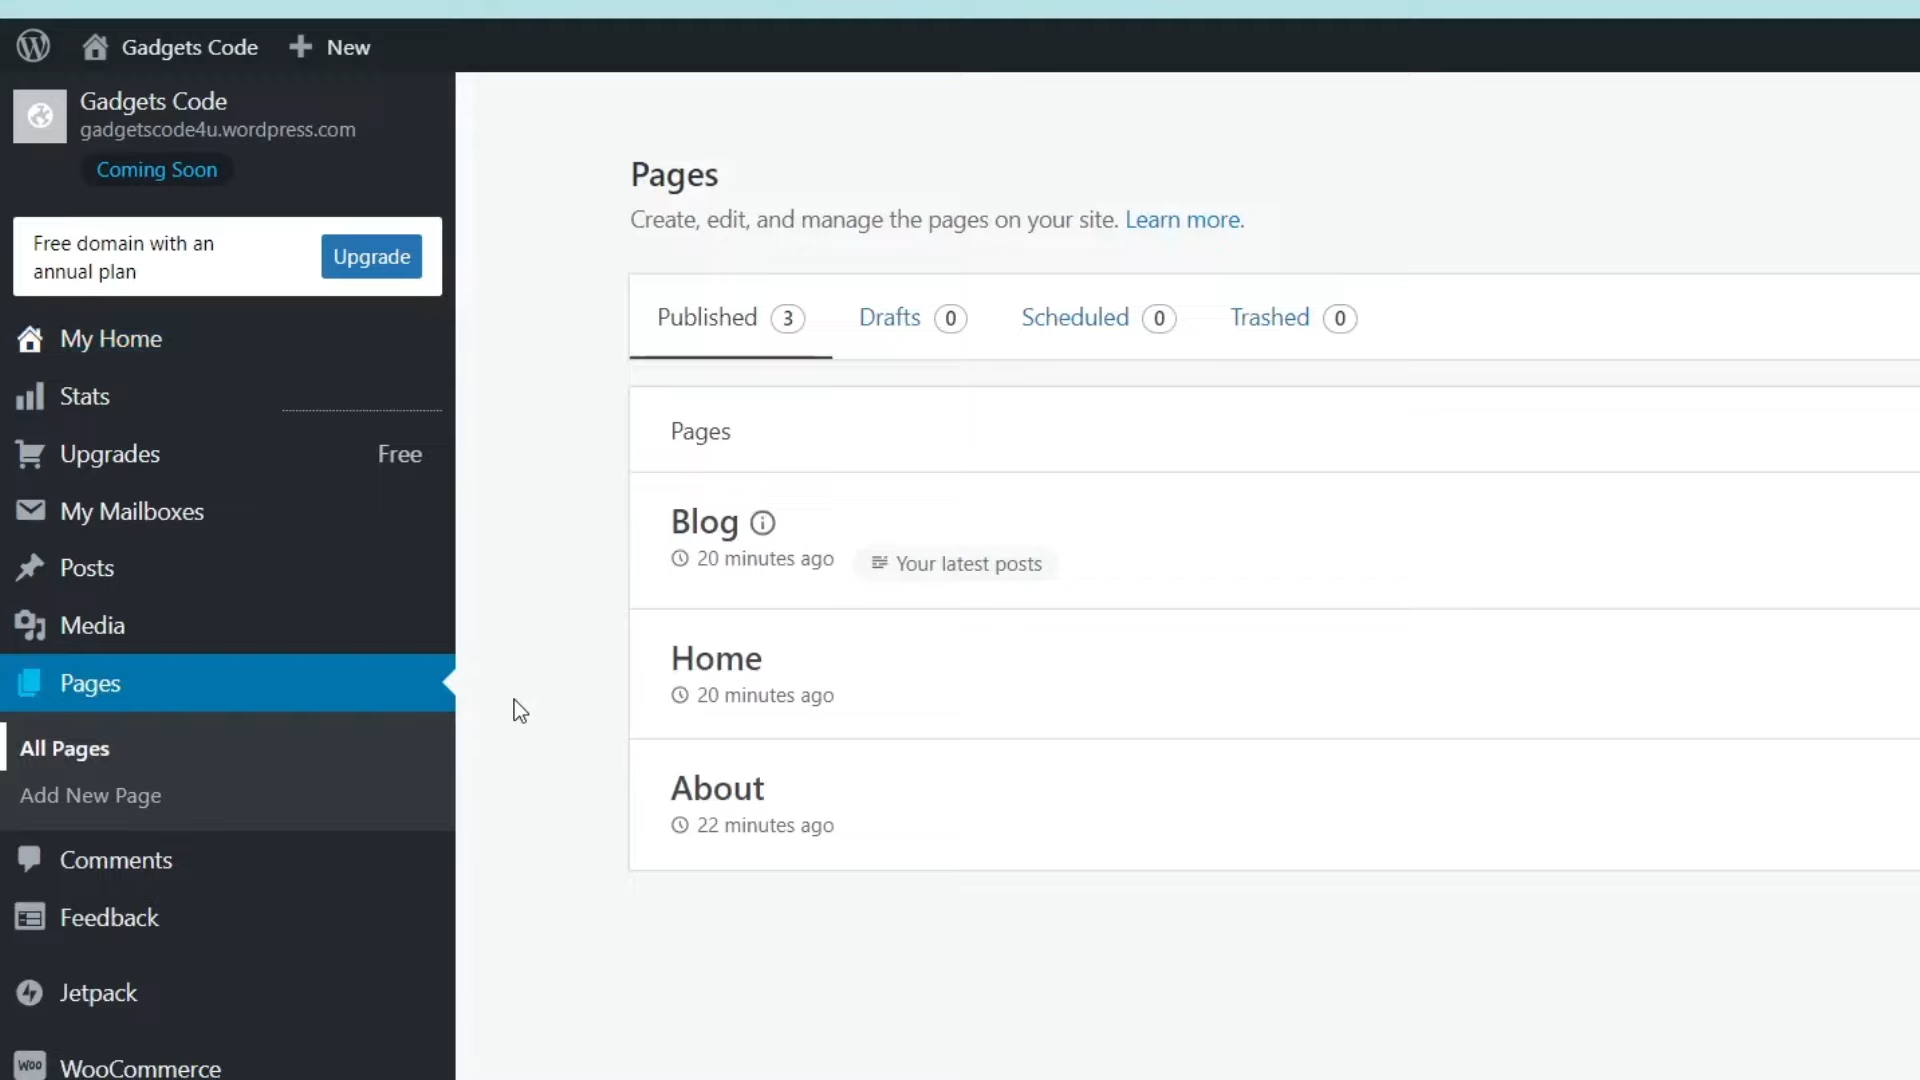 Gadgets Code
New
Gadgets Code
gadgetscode4u.wordpress.com
Coming Soon
Free domain with an
annual plan
Upgrade
My Home
Stats
Upgrades Free
My Mailboxes
Posts
Media
Pages
All Pages
Add New Page
Comments
Feedback
Jetpack
Woo WooCommerce
Pages
Create, edit, and manage the pages on your site. Learn more.
Published 3 Drafts 0 Scheduled 0 Trashed 0
Pages
Blog
20 minutes ago Your latest posts
Home
20 minutes ago
About
22 minutes ago